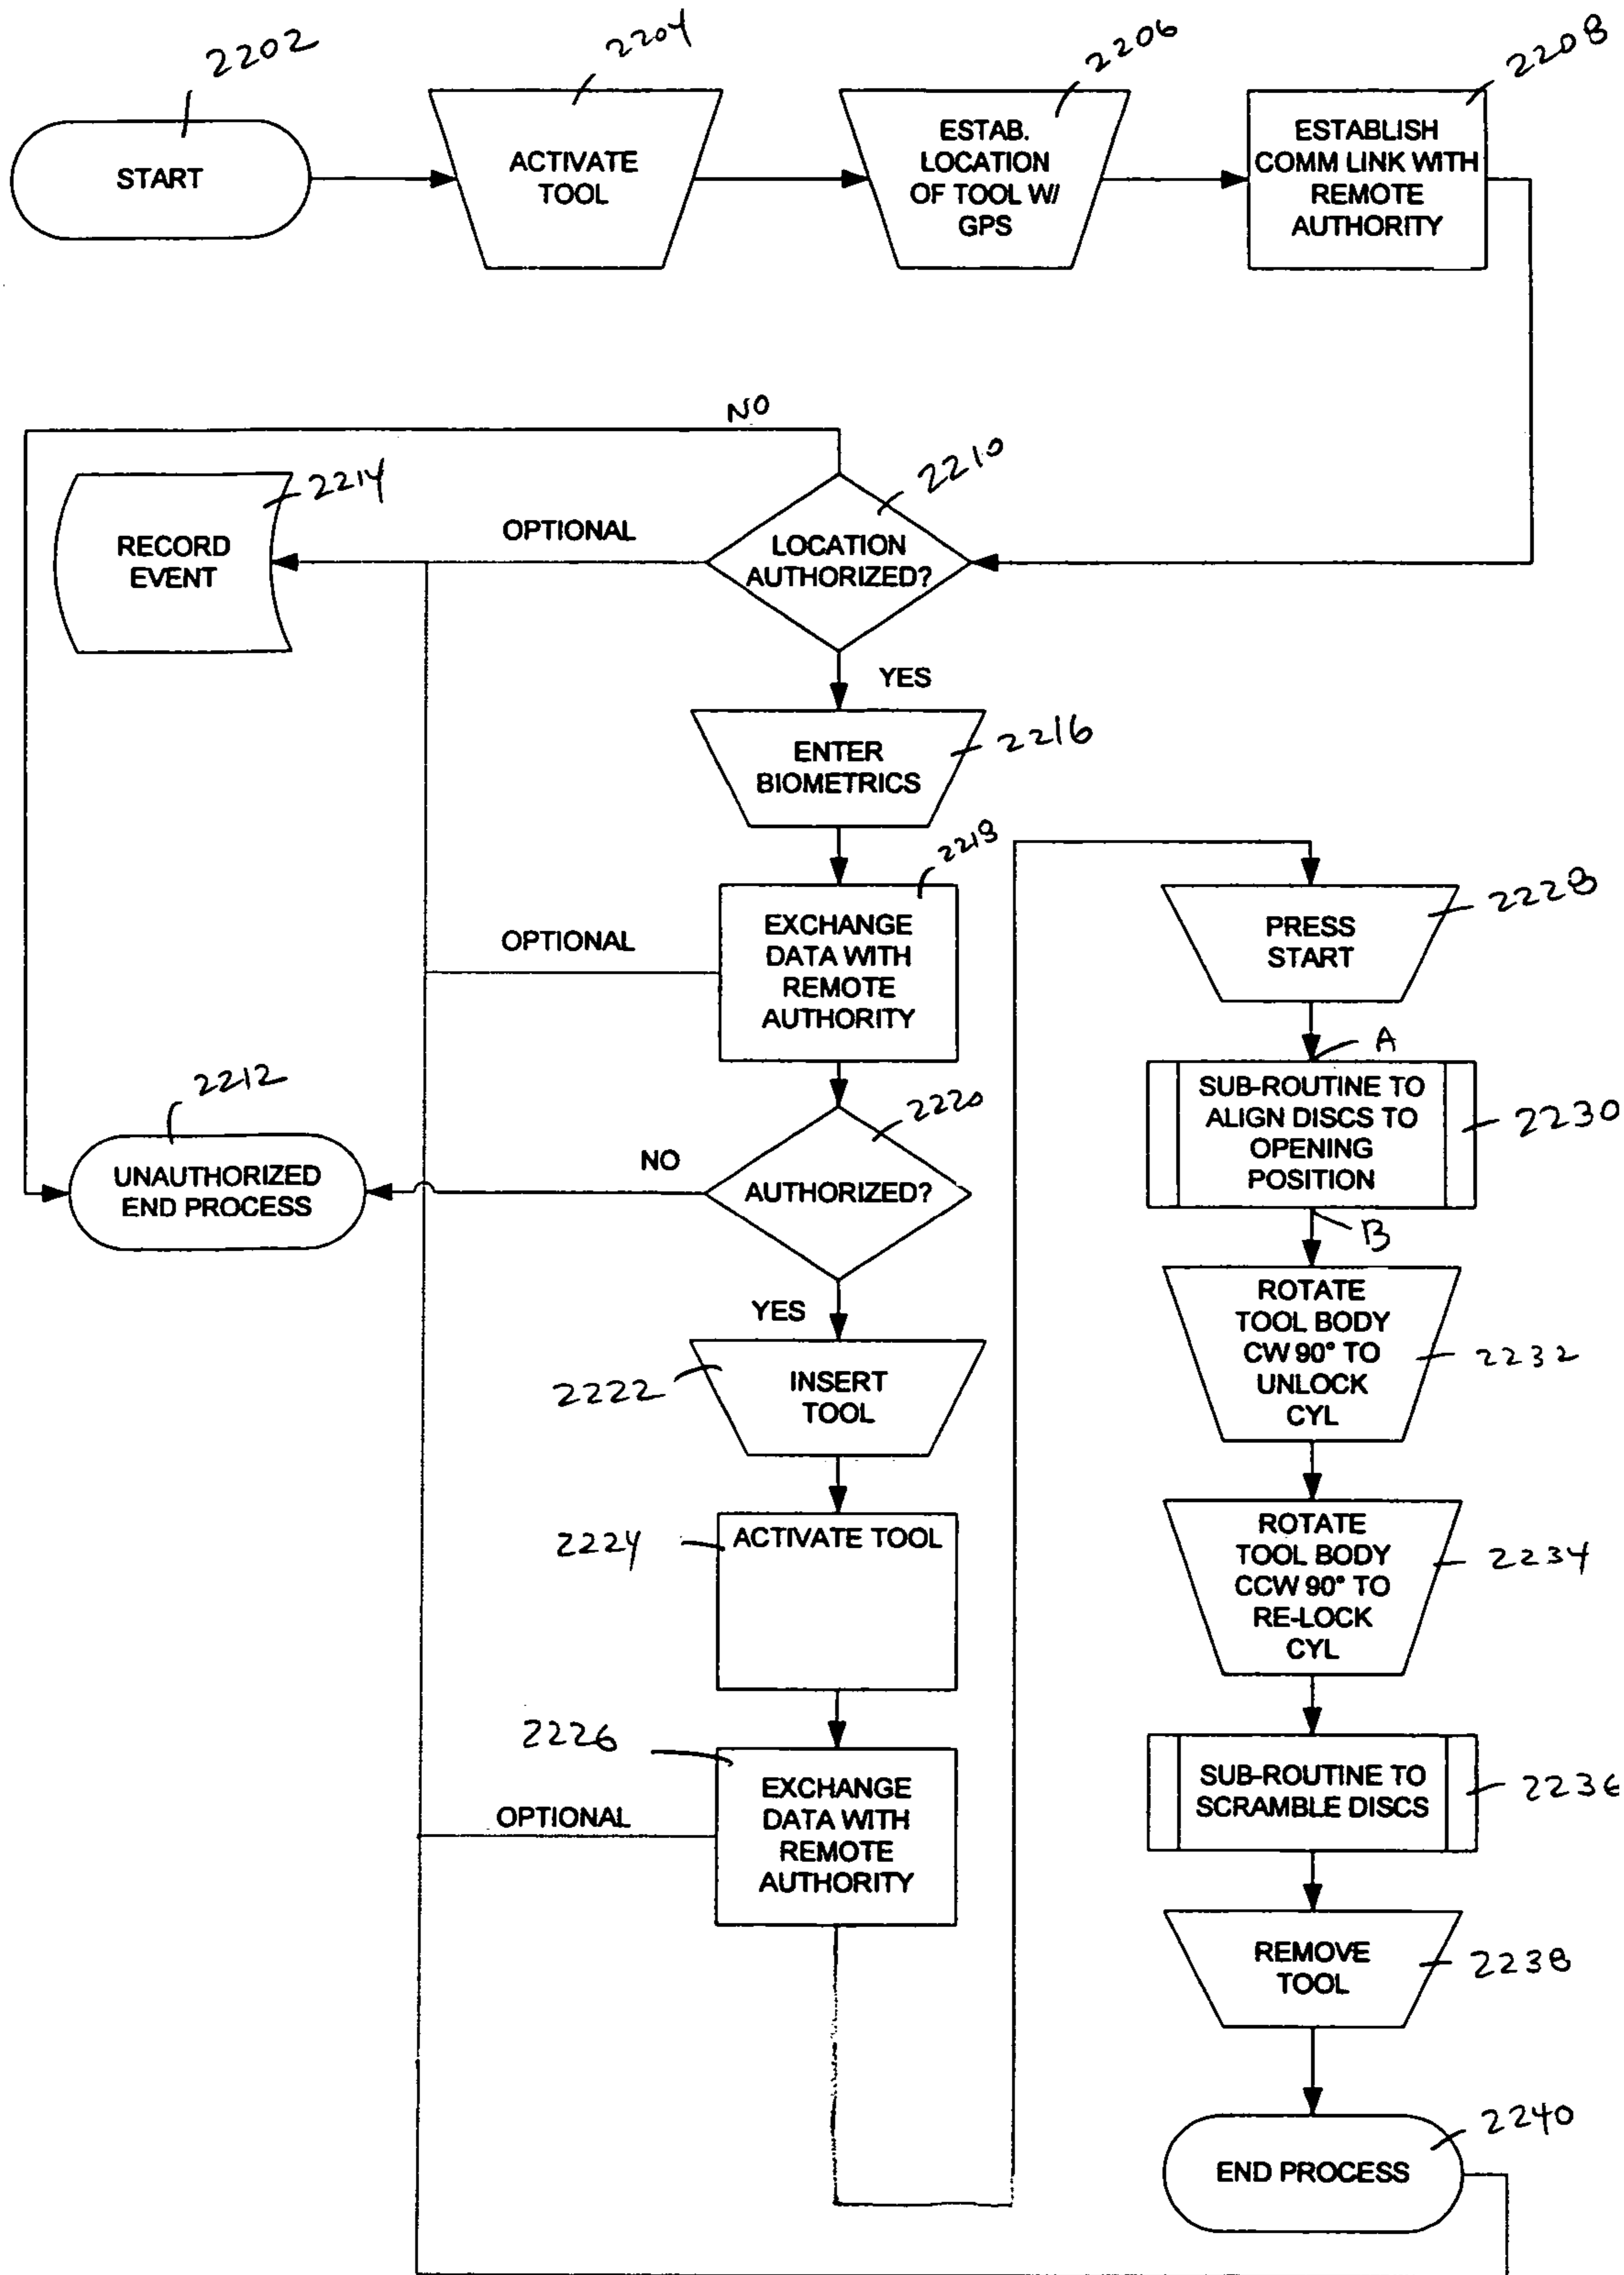 2202
2204
2206
2208
START
ACTIVATE
TOOL
ESTAB.
LOCATION
OF TOOL W/
GPS
ESTABLISH
COMM LINK WITH
REMOTE
AUTHORITY
NO
2210
2214
RECORD
EVENT
OPTIONAL
LOCATION
AUTHORIZED?
YES
2216
ENTER
BIOMETRICS
2218
OPTIONAL
EXCHANGE
DATA WITH
REMOTE
AUTHORITY
2212
UNAUTHORIZED
END PROCESS
NO
2220
AUTHORIZED?
YES
2222
INSERT
TOOL
2224
ACTIVATE TOOL
2226
OPTIONAL
EXCHANGE
DATA WITH
REMOTE
AUTHORITY
2228
PRESS
START
A
SUB-ROUTINE TO
ALIGN DISCS TO
OPENING
POSITION
2230
B
ROTATE
TOOL BODY
CW 90° TO
UNLOCK
CYL
2232
ROTATE
TOOL BODY
CCW 90° TO
RE-LOCK
CYL
2234
SUB-ROUTINE TO
SCRAMBLE DISCS
2236
REMOVE
TOOL
2238
2240
END PROCESS